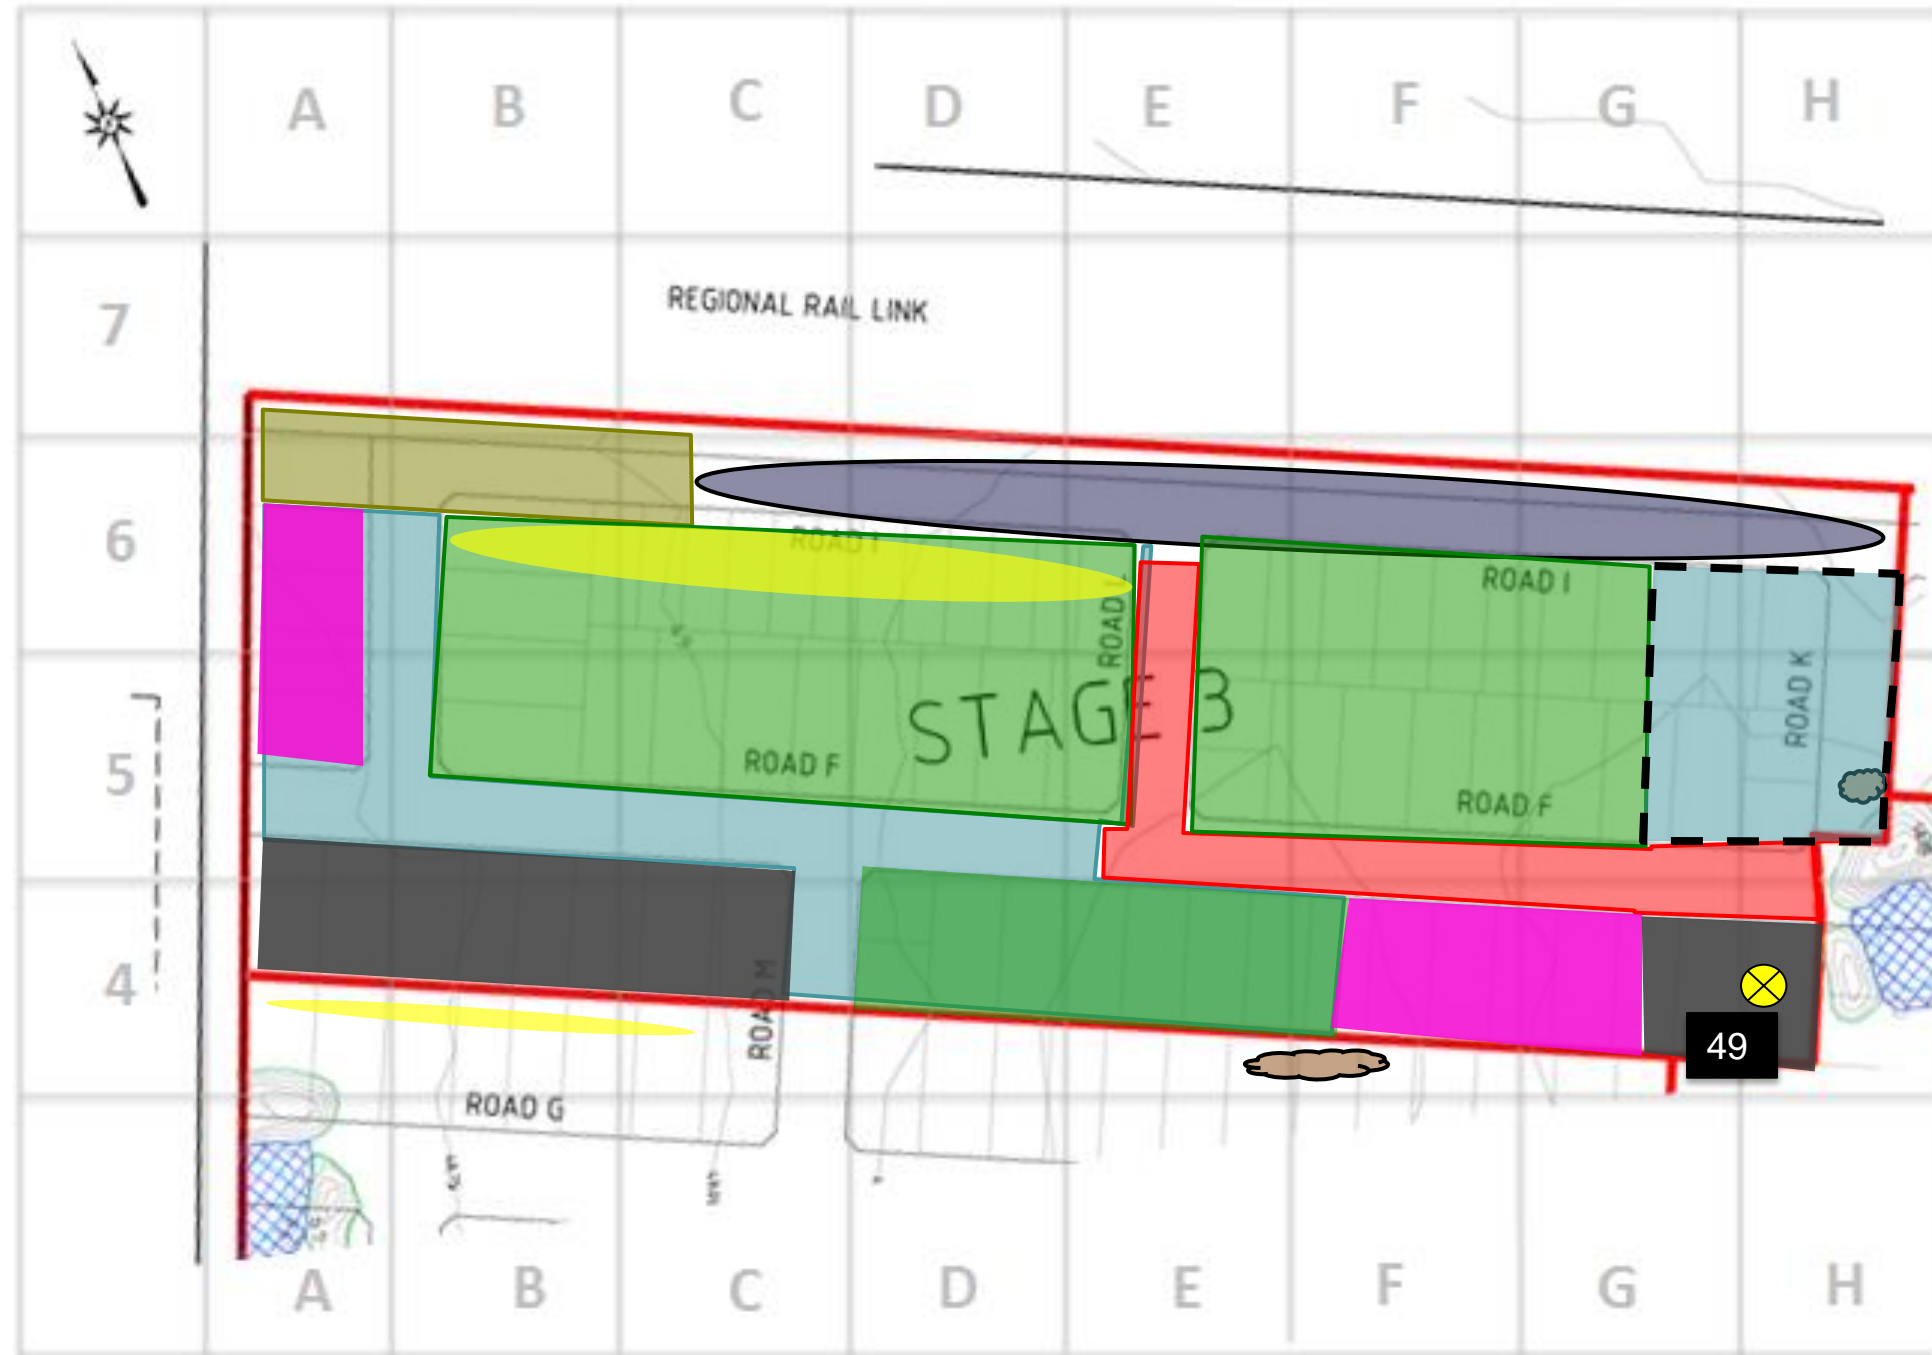 A B C D E F G H
7
REGIONAL RAIL LINK
6
ROAD I
ROAD I
ROAD
STAGE 3
ROAD K
5
ROAD F
ROAD F
4
ROAD M
49
ROAD G
A B C D E F G H